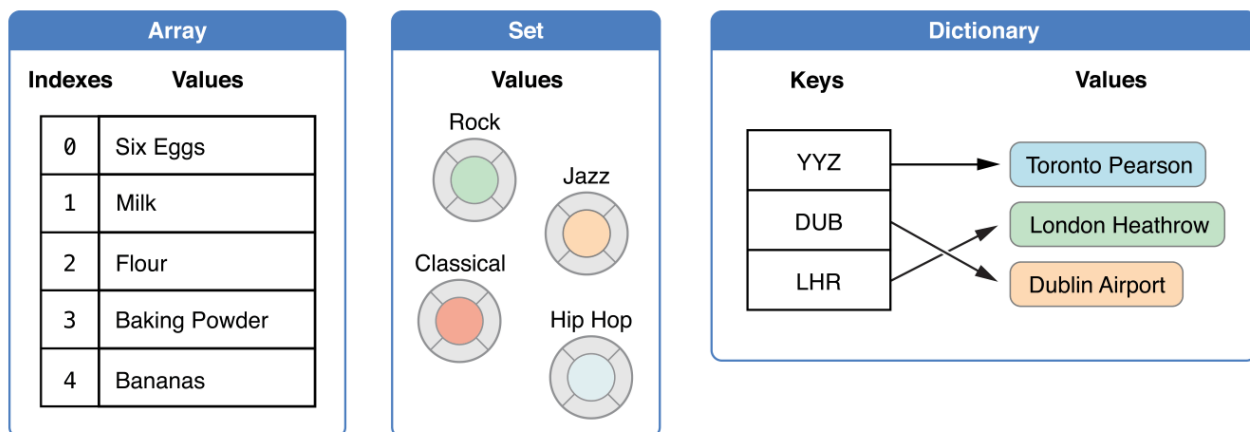 Array
Indexes Values
0 Six Eggs
1 Milk
2 Flour
3 Baking Powder
4 Bananas
Set
Values
Rock
Jazz
Classical
Hip Hop
Dictionary
Keys Values
YYZ Toronto Pearson
DUB London Heathrow
LHR Dublin Airport